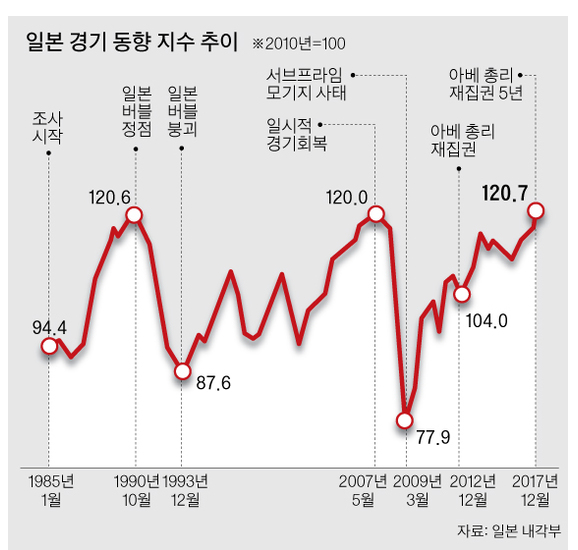 일본 경기 동향 지수 추이 ※2010년=100
조사
시작
일본
버블
정점
일본
버블
붕괴
서브프라임
모기지 사태
일시적
경기회복
아베 총리
재집권
아베 총리
재집권 5년
94.4
120.6
87.6
120.0
77.9
104.0
120.7
1985년
1월
1990년
10월
1993년
12월
2007년
5월
2009년
3월
2012년
12월
2017년
12월
자료: 일본 내각부